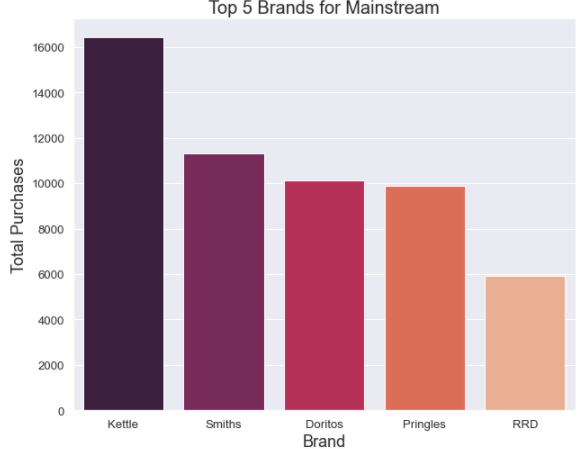 Top 5 Brands for Mainstream
Total Purchases
16000
14000
12000
10000
8000
6000
4000
2000
0
Kettle
Smiths
Doritos
Pringles
RRD
Brand